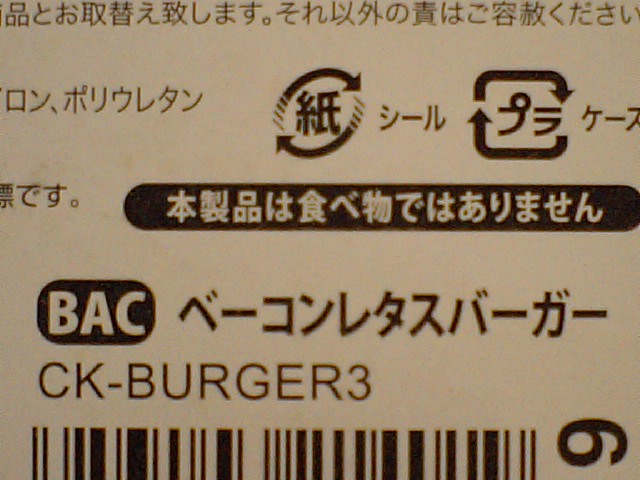 商品とお取替え致します。それ以外の責はご容赦ください
イロン、ポリウレタン
紙 シール プラ ケース
標です。
本製品は食べ物ではありません
BAC ベーコンレタスバーガー
CK-BURGER3
6